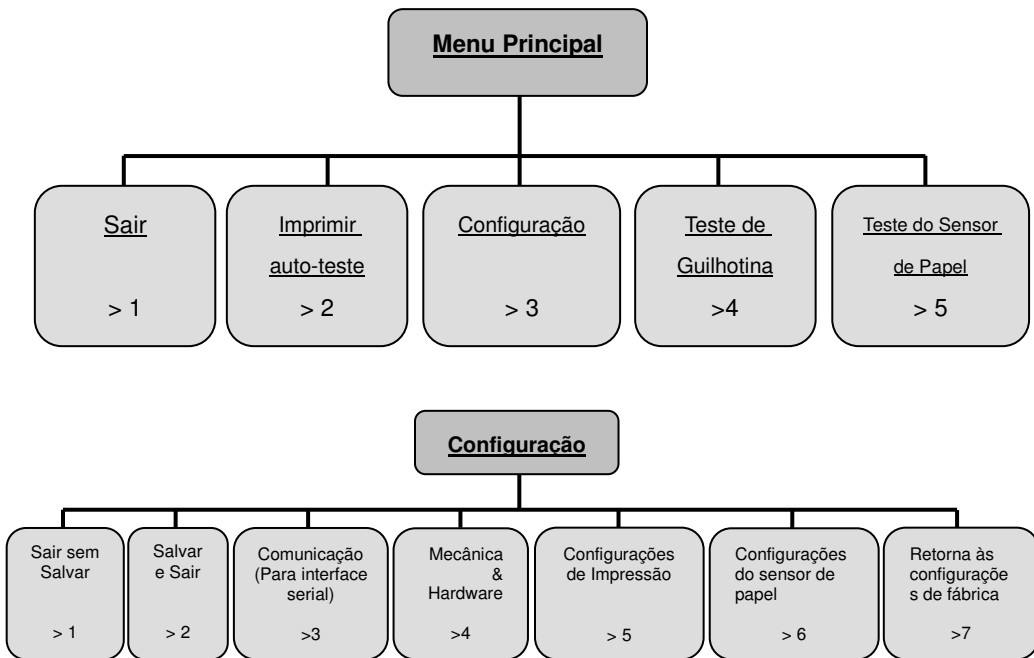 Menu Principal
Sair
> 1
Imprimir
auto-teste
> 2
Configuração
> 3
Teste de
Guilhotina
>4
Teste do Sensor
de Papel
> 5
Configuração
Sair sem
Salvar
> 1
Salvar
e Sair
> 2
Comunicação
(Para interface
serial)
>3
Mecânica
&
Hardware
>4
Configurações
de Impressão
> 5
Configurações
do sensor de
papel
> 6
Retorna às
configuraçõe
s de fábrica
>7